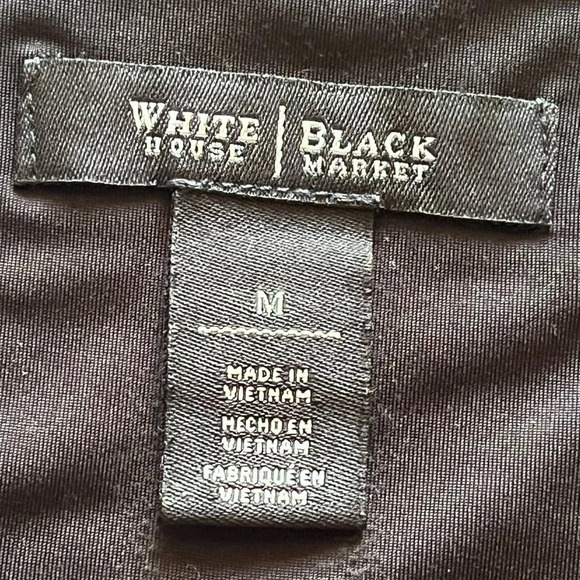 WHITE | BLACK
HOUSE MARKET
M
MADE IN
VIETNAM
HECHO EN
VIETNAM
FABRIQUÉ EN
VIETNAM